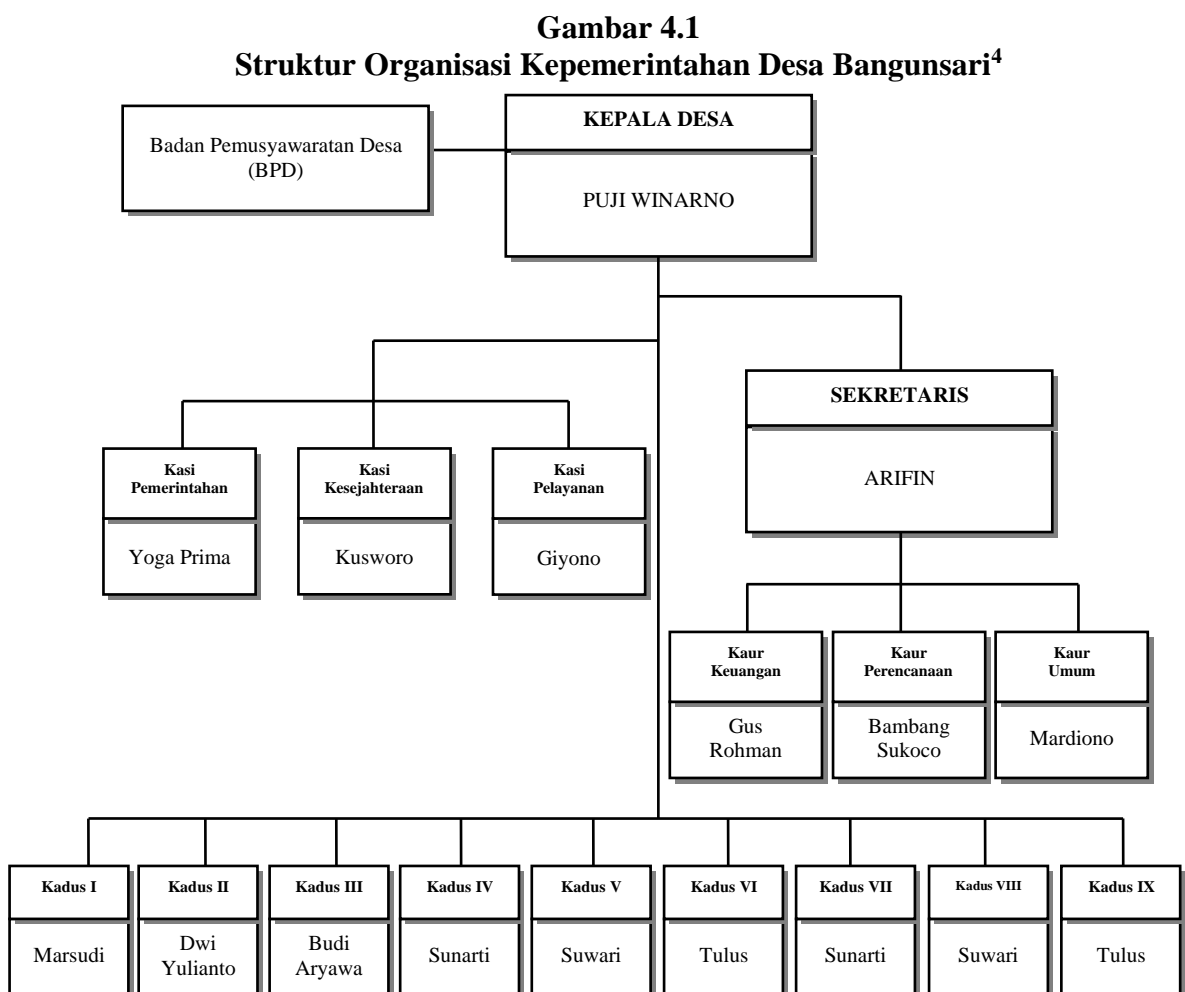 Gambar 4.1
Struktur Organisasi Kepemerintahan Desa Bangunsari4
Badan Pemusyawaratan Desa
(BPD)
KEPALA DESA
PUJI WINARNO
SEKRETARIS
ARIFIN
Kasi
Pemerintahan
Yoga Prima
Kasi
Kesejahteraan
Kusworo
Kasi
Pelayanan
Giyono
Kaur
Keuangan
Gus
Rohman
Kaur
Perencanaan
Bambang
Sukoco
Kaur
Umum
Mardiono
Kadus I
Marsudi
Kadus II
Dwi
Yulianto
Kadus III
Budi
Aryawa
Kadus IV
Sunarti
Kadus V
Suwari
Kadus VI
Tulus
Kadus VII
Sunarti
Kadus VIII
Suwari
Kadus IX
Tulus